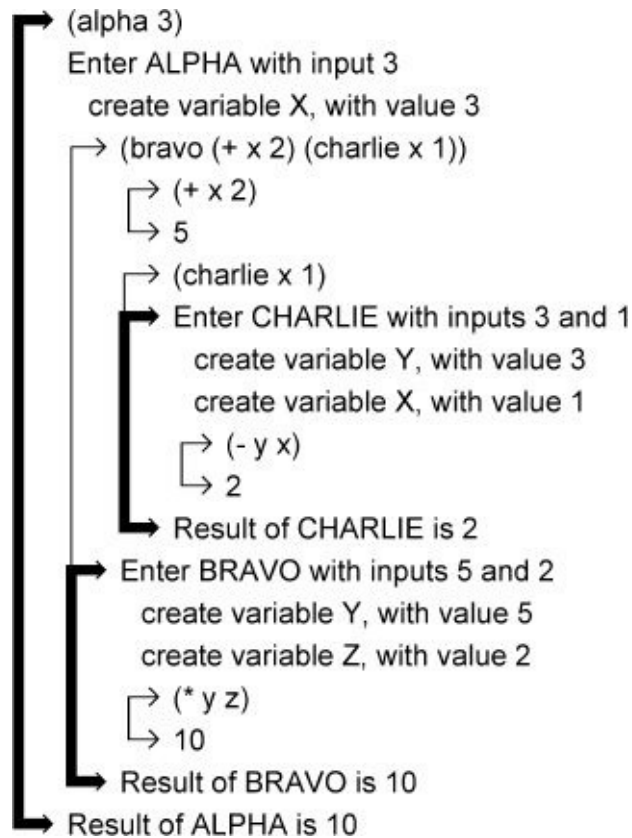 (alpha 3)
Enter ALPHA with input 3
create variable X, with value 3
(bravo (+ x 2) (charlie x 1))
(+ x 2)
5
(charlie x 1)
Enter CHARLIE with inputs 3 and 1
create variable Y, with value 3
create variable X, with value 1
(- y x)
2
Result of CHARLIE is 2
Enter BRAVO with inputs 5 and 2
create variable Y, with value 5
create variable Z, with value 2
(* y z)
10
Result of BRAVO is 10
Result of ALPHA is 10